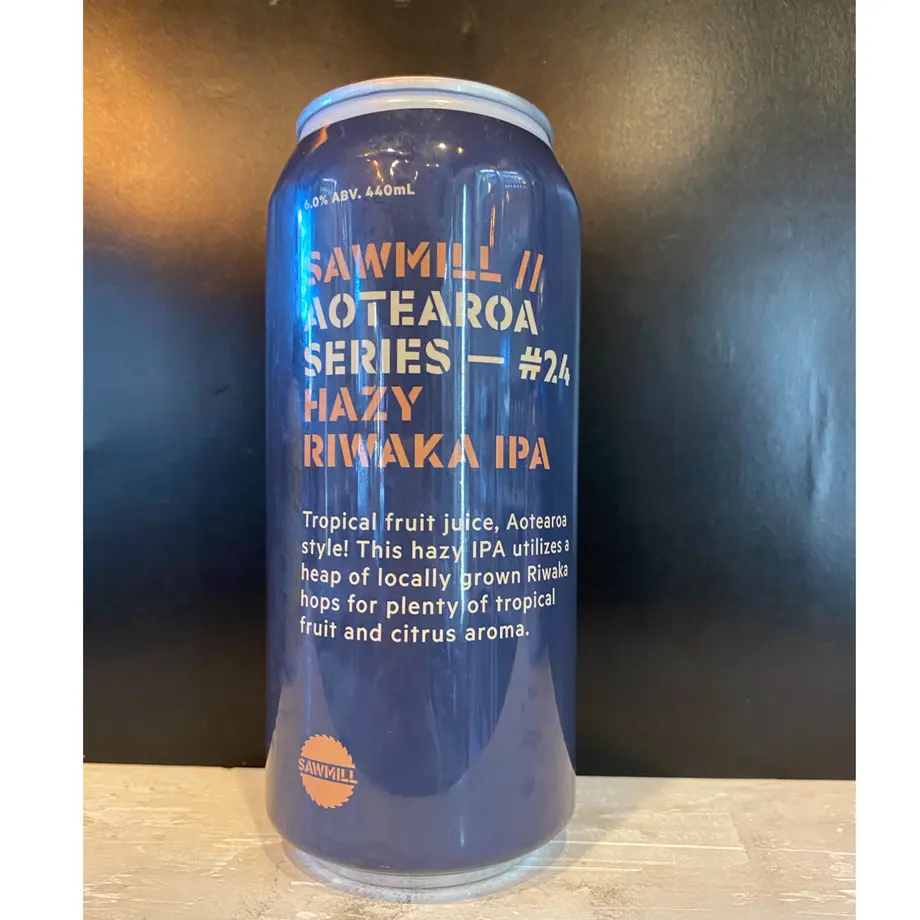 6.0% ABV. 440mL
SAWMILL //
AOTEAROA
SERIES — #24
HAZY
RIWAKA IPA
Tropical fruit juice, Aotearoa
style! This hazy IPA utilizes a
heap of locally grown Riwaka
hops for plenty of tropical
fruit and citrus aroma.
SAWMILL